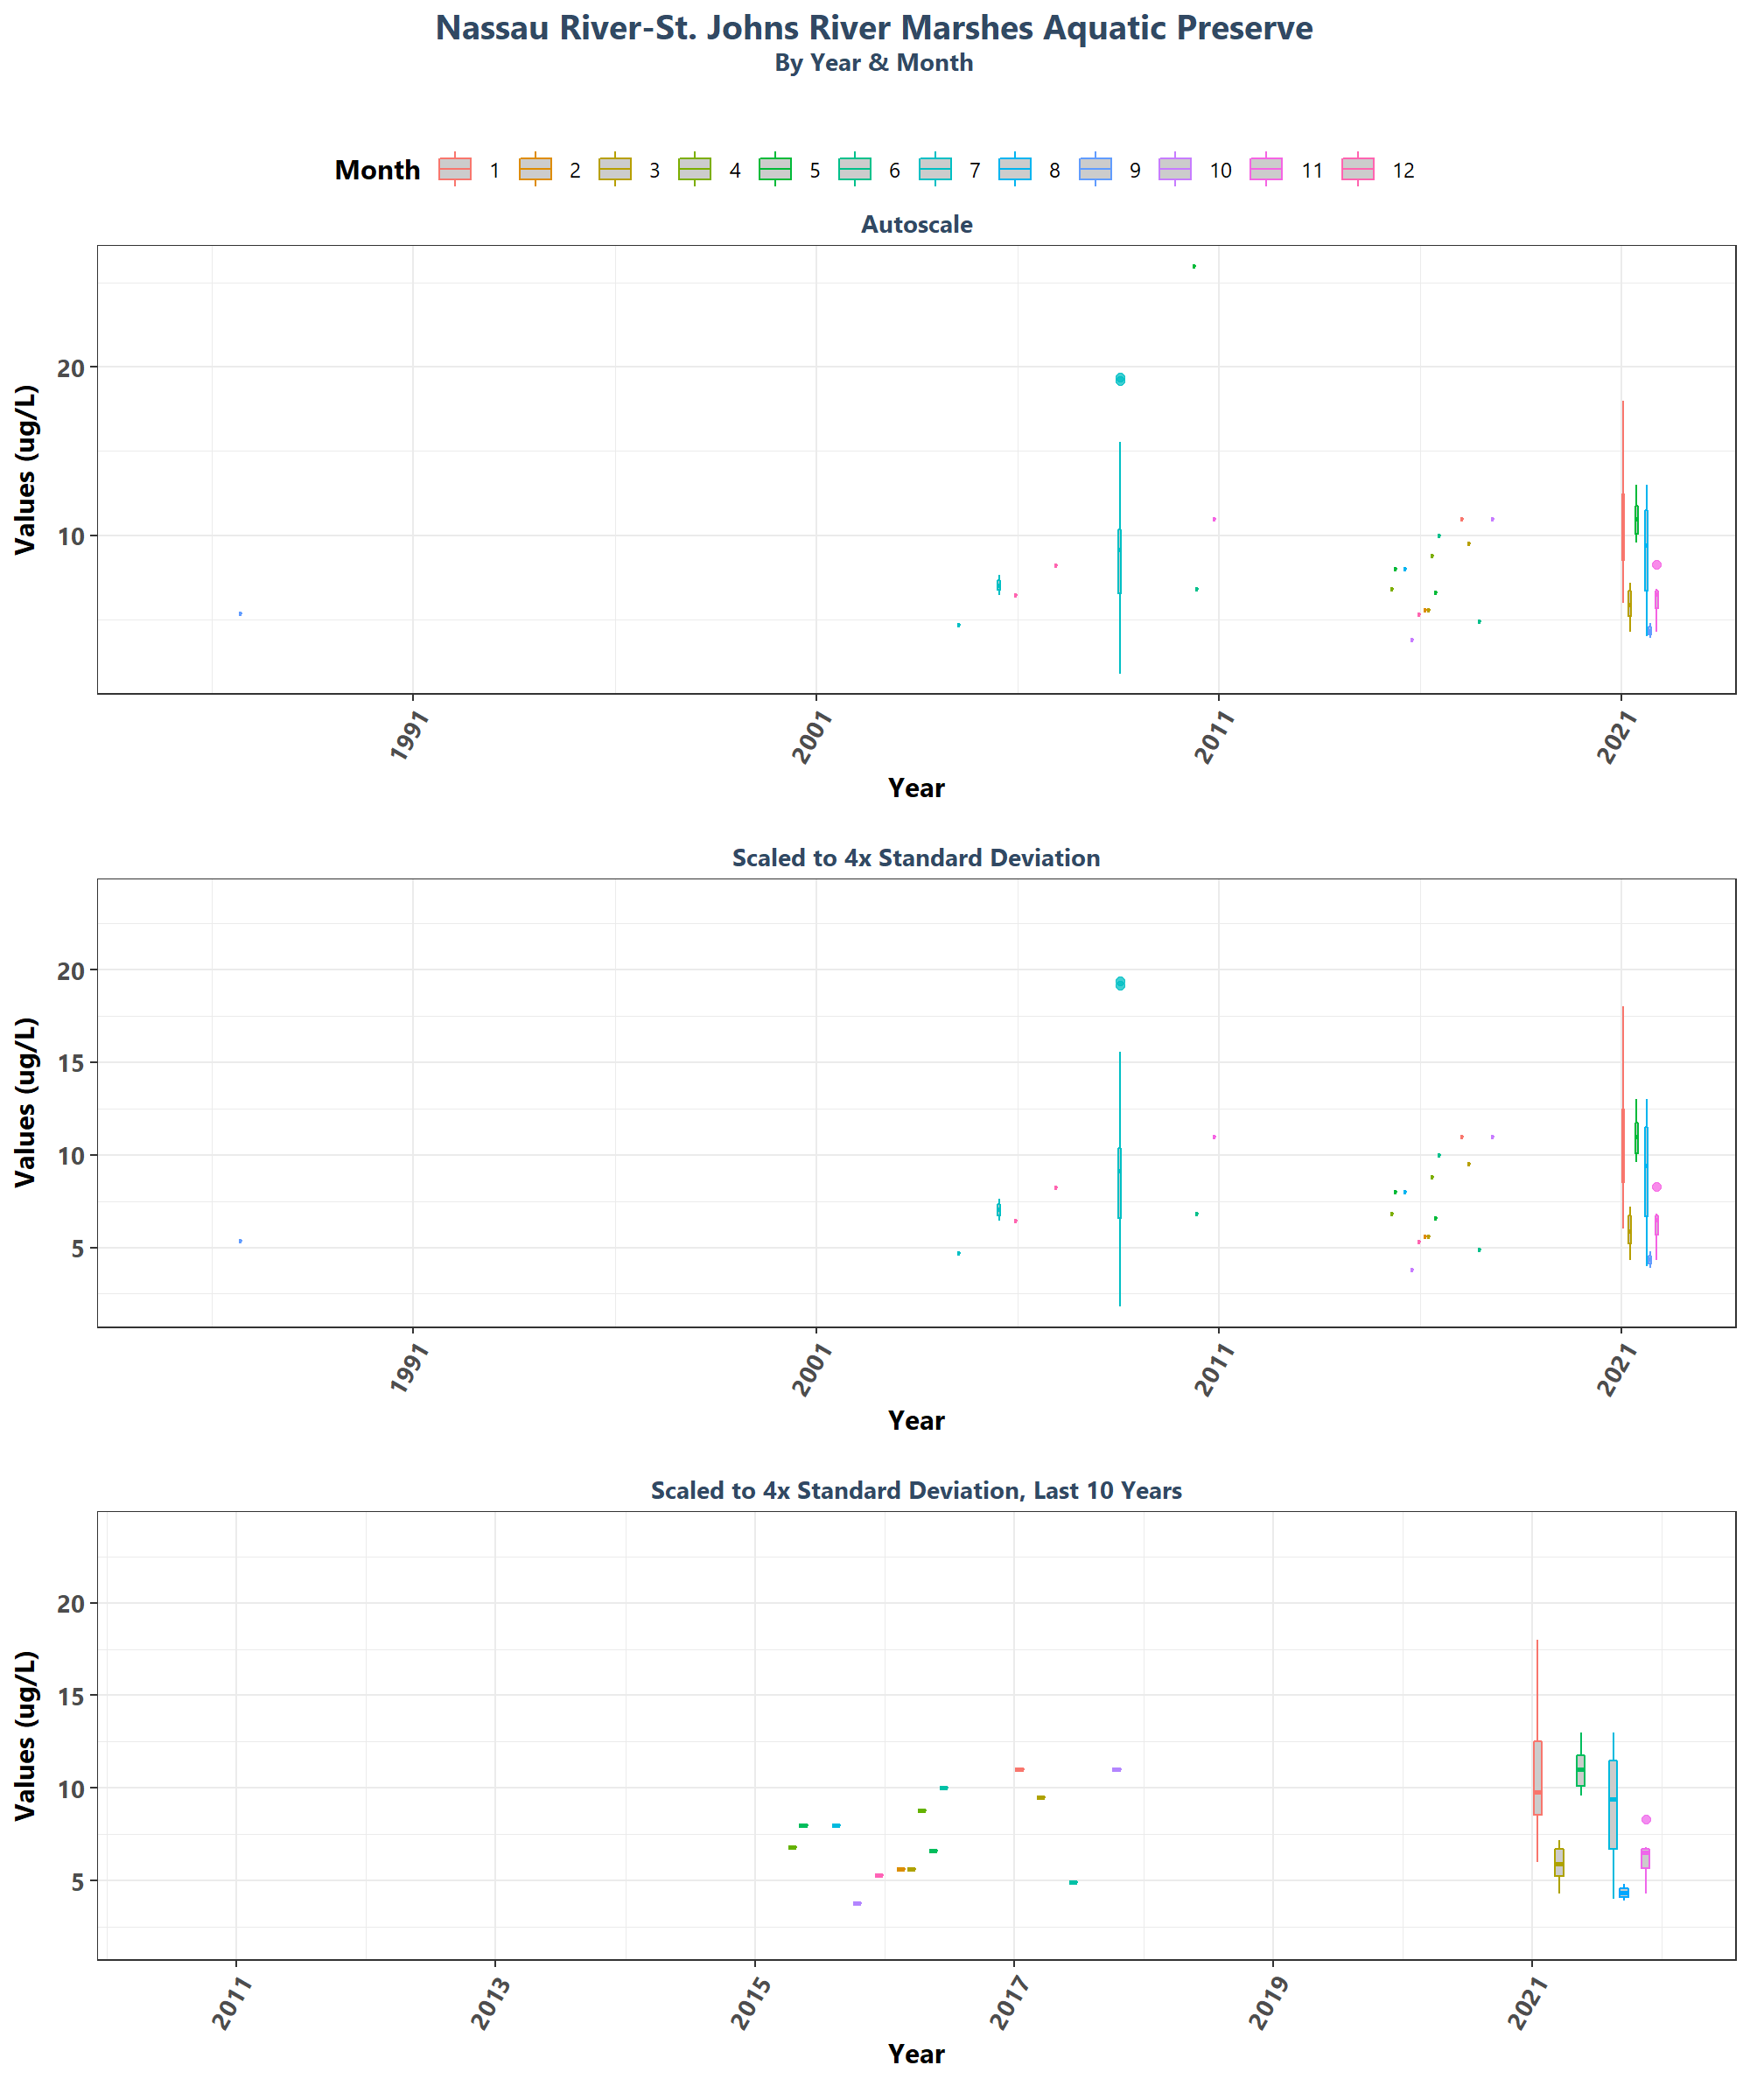 Nassau River-St. Johns River Marshes Aquatic Preserve
By Year & Month
Month 1 2 3 4 5 6 7 8 9 10 11 12
Autoscale
Values (ug/L)
20
10
1991 2001 2011 2021
Year
Scaled to 4x Standard Deviation
Values (ug/L)
20
15
10
5
1991 2001 2011 2021
Year
Scaled to 4x Standard Deviation, Last 10 Years
Values (ug/L)
20
15
10
5
2011 2013 2015 2017 2019 2021
Year